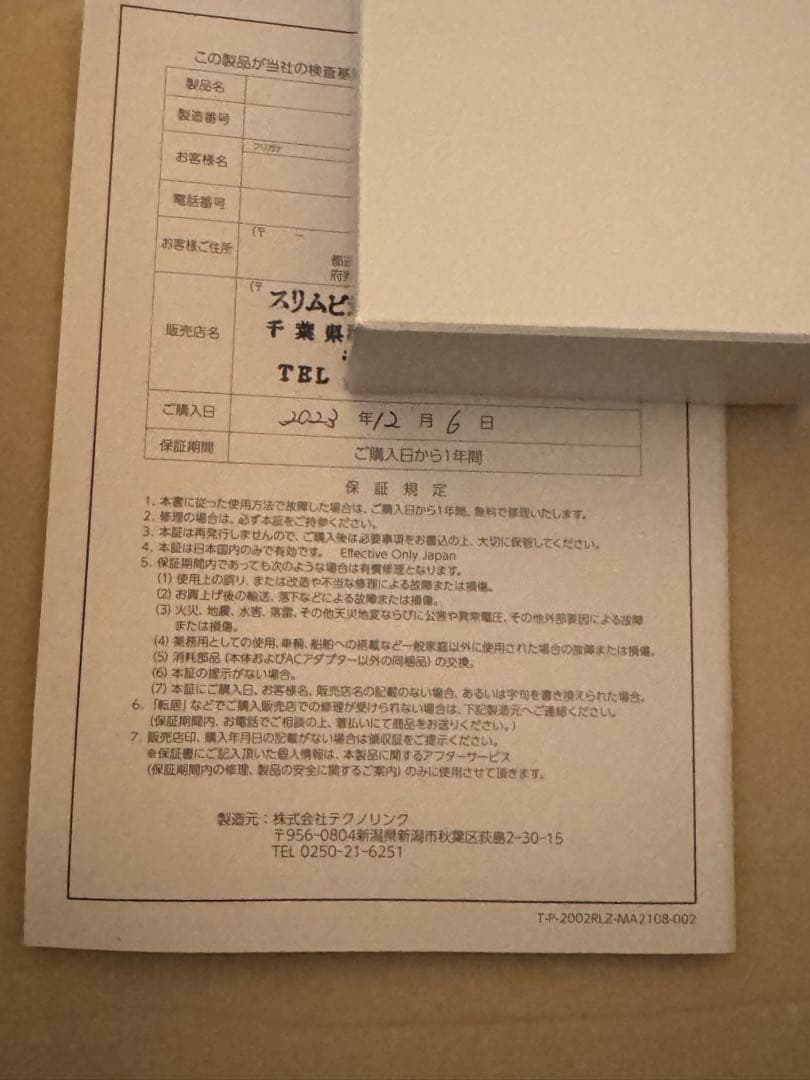 この製品が当社の検査基
製品名
製造番号
お客様名
フリガナ
電話番号
お客様ご住所
(〒 ー
都道
府県
販売店名
(〒
スリムビ
千葉県
TEL
ご購入日 2023 年 12 月 6 日
保証期間 ご購入日から1年間
保証規定
1. 本書に従った使用方法で故障した場合は、ご購入日から1年間、無料で修理いたします。
2. 修理の場合は、必ず本証をご持参ください。
3. 本証は再発行しませんので、ご購入後は必要事項をお書込の上、大切に保管してください。
4. 本証は日本国内のみで有効です。 Effective Only Japan
5. 保証期間内であっても次のような場合は有償修理となります。
(1) 使用上の誤り、または改造や不当な修理による故障または損傷。
(2) お買上げ後の輸送、落下などによる故障または損傷。
(3) 火災、地震、水害、落雷、その他天災地変ならびに公害や異常電圧、その他外部要因による故障
または損傷。
(4) 業務用としての使用、車輌、船舶への搭載など一般家庭以外に使用された場合の故障または損傷。
(5) 消耗部品(本体およびACアダプター以外の同梱品)の交換。
(6) 本証の提示がない場合。
(7) 本証にご購入日、お客様名、販売店名の記載のない場合、あるいは字句を書き換えられた場合。
6. 「転居」などでご購入販売店での修理が受けられない場合は、下記製造元へご連絡ください。
(保証期間内、お電話でご相談の上、着払いにて商品をお送りください。)
7. 販売店印、購入年月日の記載がない場合は領収証をご提示ください。
※保証書にご記入頂いた個人情報は、本製品に関するアフターサービス
(保証期間内の修理、製品の安全に関するご案内)のみに使用させて頂きます。
製造元：株式会社テクノリンク
〒956-0804新潟県新潟市秋葉区荻島2-30-15
TEL 0250-21-6251
T-P-2002RLZ-MA2108-002